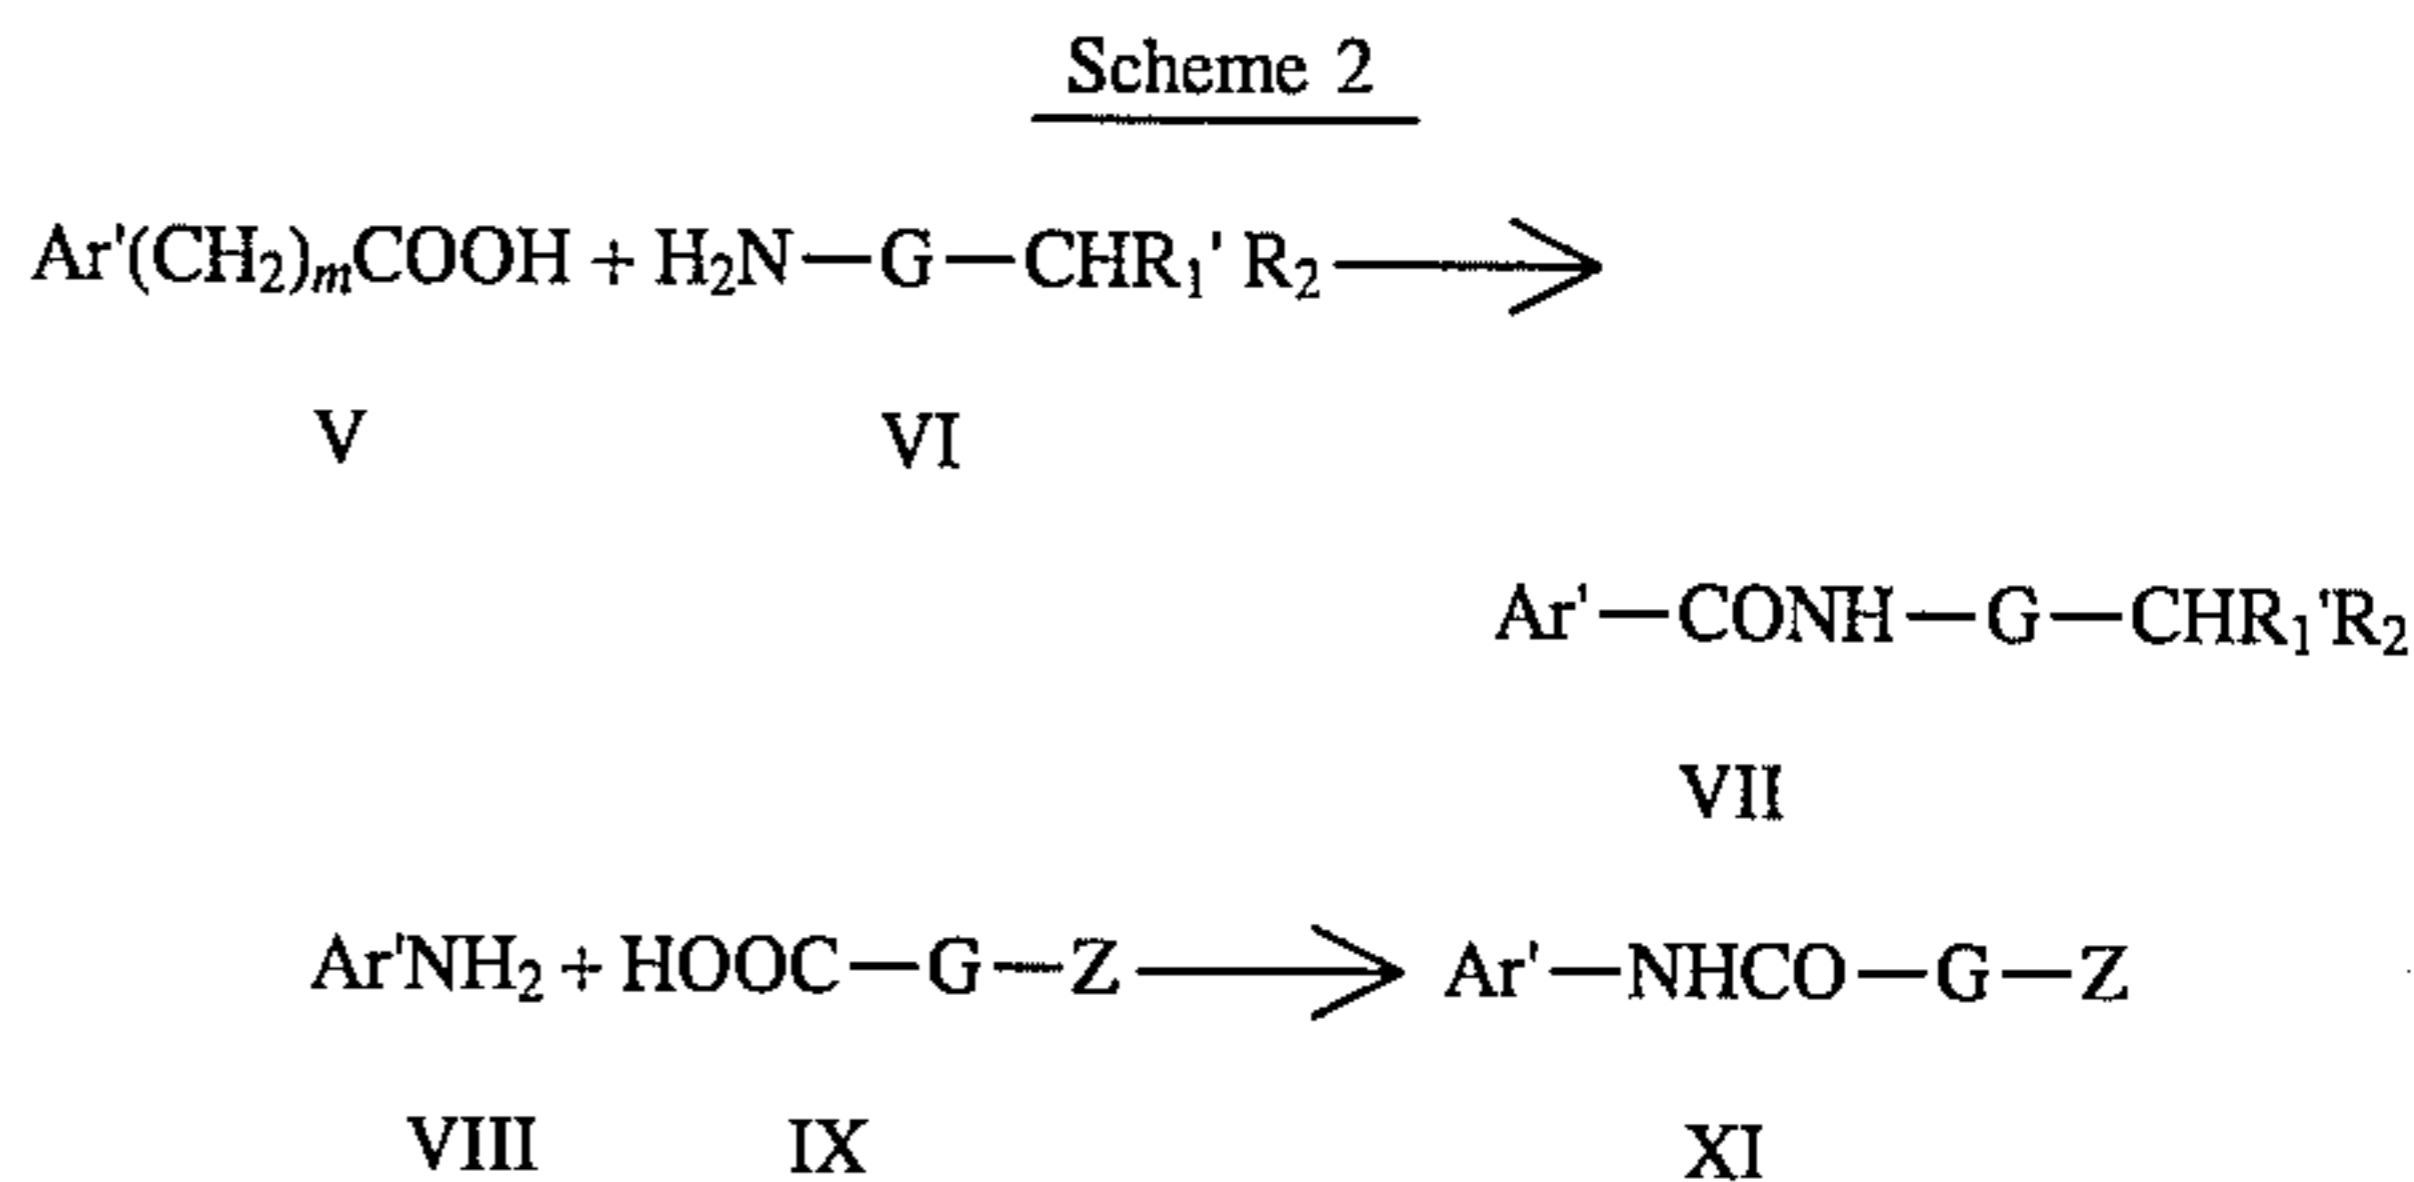 Scheme 2
Ar'(CH₂)ₘCOOH + H₂N—G—CHR₁' R₂
V VI
Ar'—CONH—G—CHR₁'R₂
VII
Ar'NH₂ + HOOC—G—Z Ar'—NHCO—G—Z
VIII IX XI